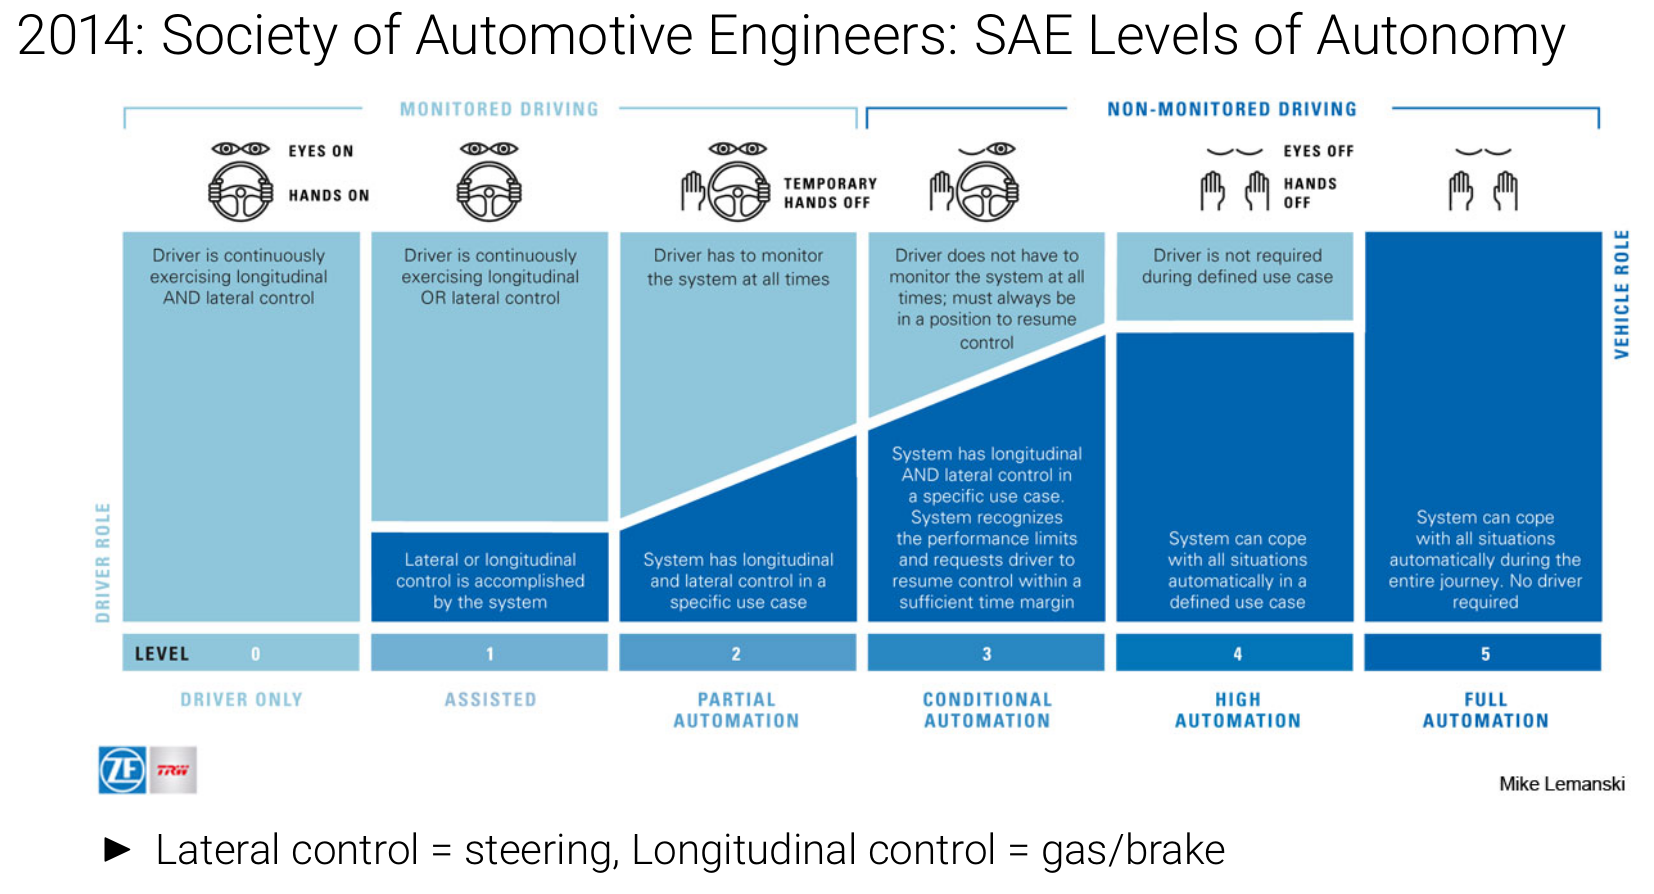 2014: Society of Automotive Engineers: SAE Levels of Autonomy
MONITORED DRIVING
NON-MONITORED DRIVING
EYES ON
HANDS ON
TEMPORARY
HANDS OFF
EYES OFF
HANDS
OFF
Driver is continuously
exercising longitudinal
AND lateral control
Driver is continuously
exercising longitudinal
OR lateral control
Driver has to monitor
the system at all times
Driver does not have to
monitor the system at all
times; must always be
in a position to resume
control
Driver is not required
during defined use case
VEHICLE ROLE
DRIVER ROLE
Lateral or longitudinal
control is accomplished
by the system
System has longitudinal
and lateral control in a
specific use case
System has longitudinal
AND lateral control in
a specific use case.
System recognizes
the performance limits
and requests driver to
resume control within a
sufficient time margin
System can cope
with all situations
automatically in a
defined use case
System can cope
with all situations
automatically during the
entire journey. No driver
required
LEVEL 0
1
2
3
4
5
DRIVER ONLY
ASSISTED
PARTIAL
AUTOMATION
CONDITIONAL
AUTOMATION
HIGH
AUTOMATION
FULL
AUTOMATION
ZF
TRW
Mike Lemanski
► Lateral control = steering, Longitudinal control = gas/brake